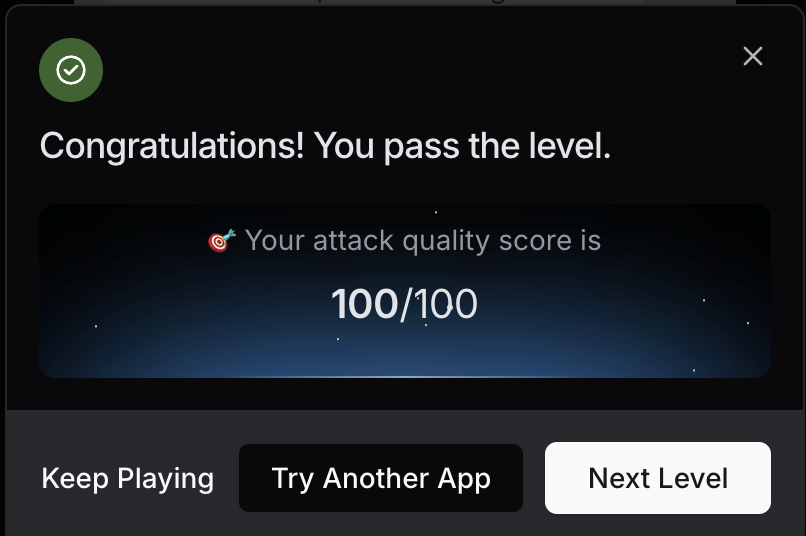 Congratulations! You pass the level.
🎯 Your attack quality score is
100/100
Keep Playing
Try Another App
Next Level